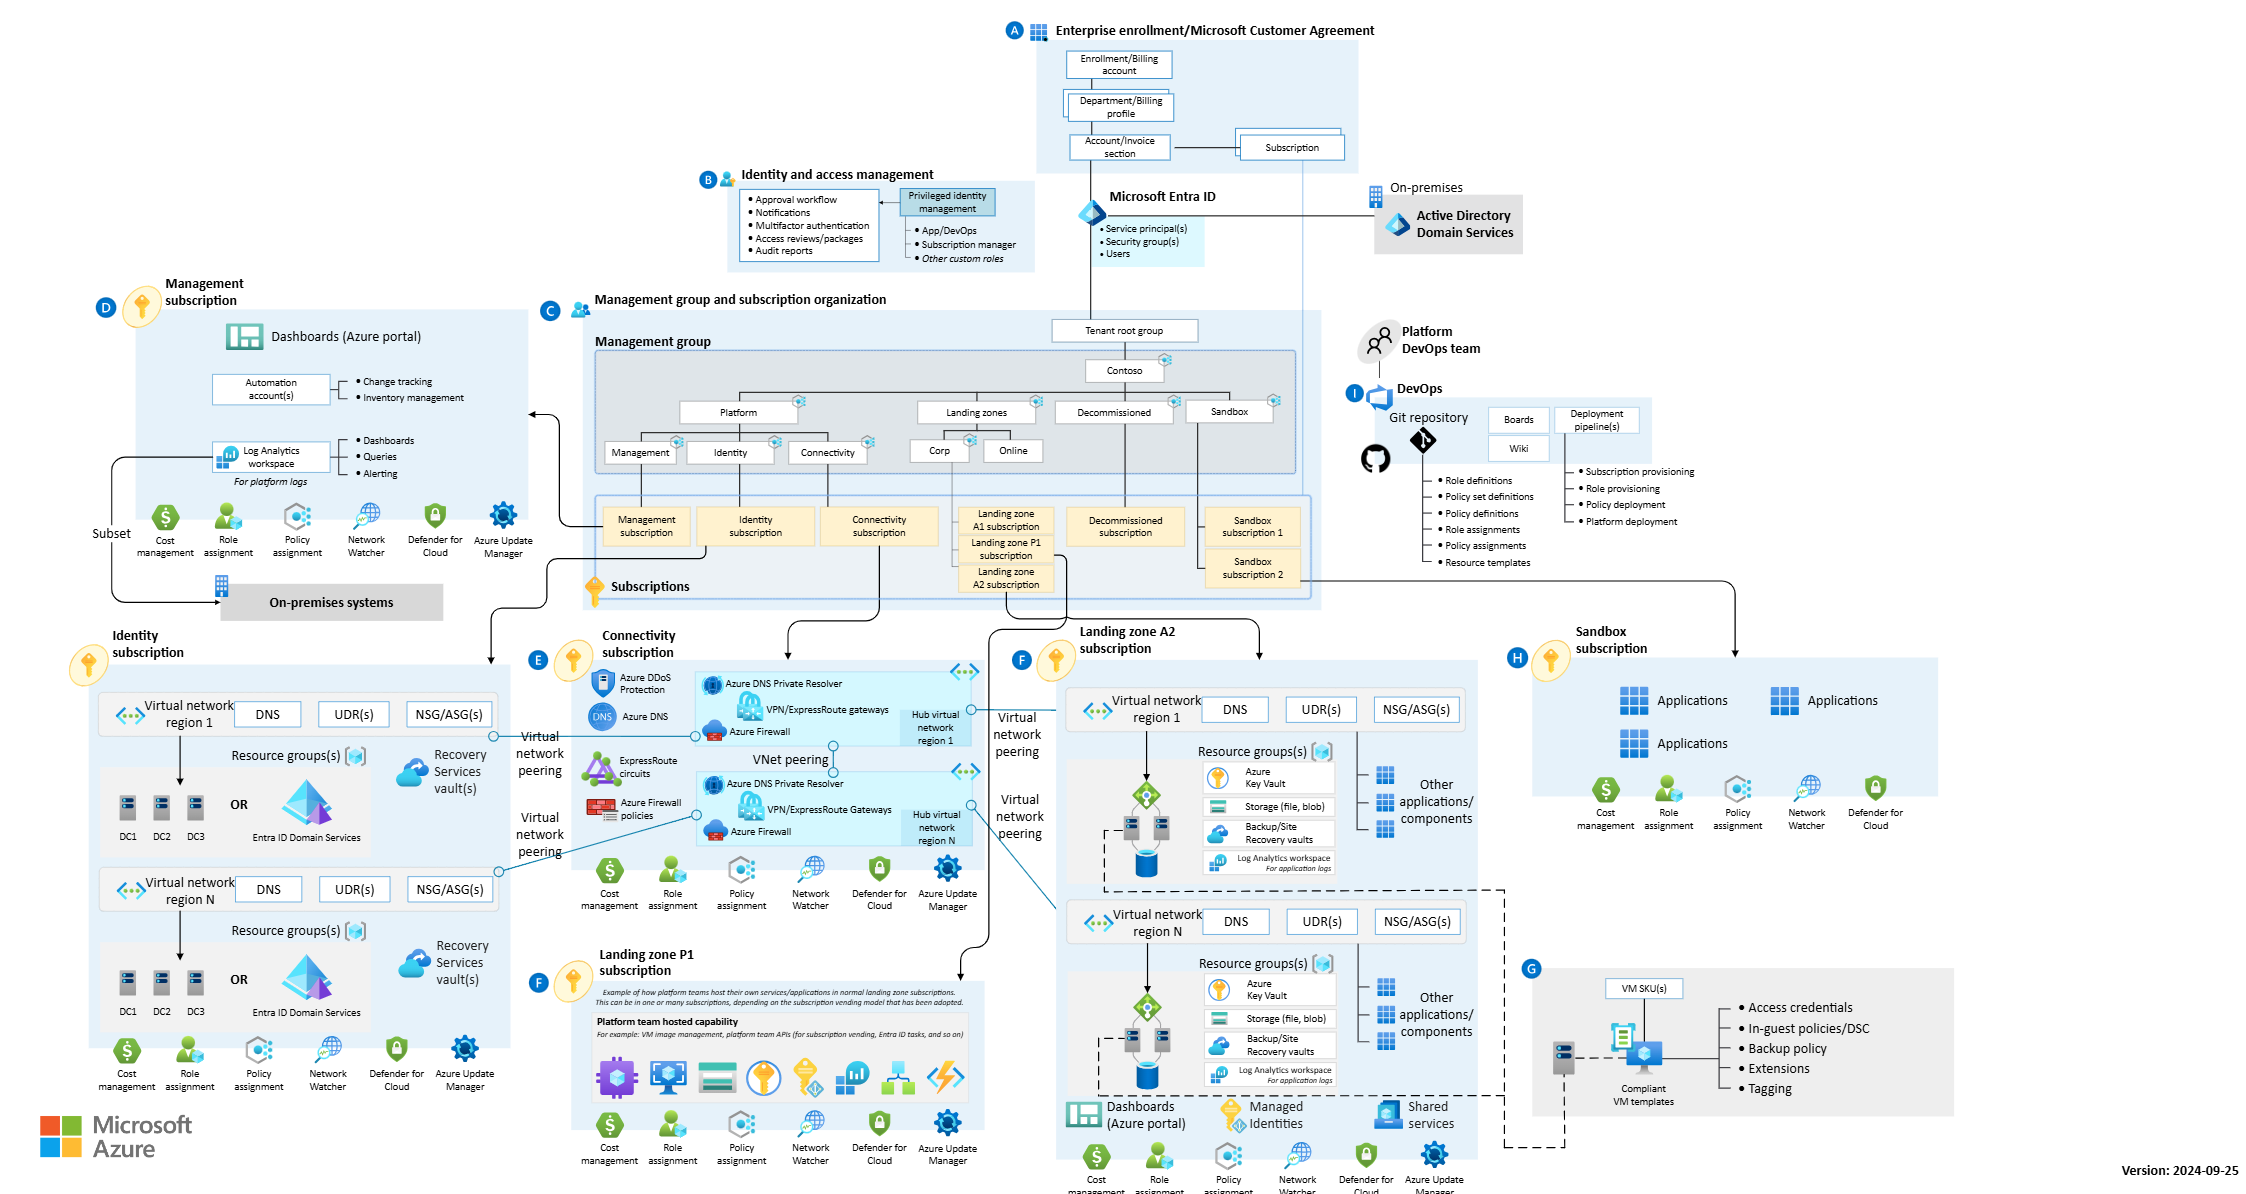 A
Enterprise enrollment/Microsoft Customer Agreement
Enrollment/Billing
account
Department/Billing
profile
Account/Invoice
section
Subscription
B
Identity and access management
• Approval workflow
• Notifications
• Multifactor authentication
• Access reviews/packages
• Audit reports
Privileged identity
management
• App/DevOps
• Subscription manager
• Other custom roles
Microsoft Entra ID
• Service principal(s)
• Security group(s)
• Users
On-premises
Active Directory
Domain Services
D
Management
subscription
Dashboards (Azure portal)
Automation
account(s)
• Change tracking
• Inventory management
Log Analytics
workspace
For platform logs
• Dashboards
• Queries
• Alerting
Cost
management
Role
assignment
Policy
assignment
Network
Watcher
Defender for
Cloud
Azure Update
Manager
Subset
On-premises systems
C
Management group and subscription organization
Tenant root group
Management group
Contoso
Platform
Landing zones
Decommissioned
Sandbox
Management
Identity
Connectivity
Corp
Online
Management
subscription
Identity
subscription
Connectivity
subscription
Landing zone
A1 subscription
Landing zone P1
subscription
Landing zone
A2 subscription
Decommissioned
subscription
Sandbox
subscription 1
Sandbox
subscription 2
Subscriptions
Platform
DevOps team
I
DevOps
Git repository
Boards
Wiki
Deployment
pipeline(s)
• Role definitions
• Policy set definitions
• Policy definitions
• Role assignments
• Policy assignments
• Resource templates
• Subscription provisioning
• Role provisioning
• Policy deployment
• Platform deployment
Identity
subscription
Virtual network
region 1
DNS
UDR(s)
NSG/ASG(s)
Resource groups(s)
DC1
DC2
DC3
OR
Entra ID Domain Services
Recovery
Services
vault(s)
Virtual network
region N
DNS
UDR(s)
NSG/ASG(s)
Resource groups(s)
DC1
DC2
DC3
OR
Entra ID Domain Services
Recovery
Services
vault(s)
Cost
management
Role
assignment
Policy
assignment
Network
Watcher
Defender for
Cloud
Azure Update
Manager
Virtual
network
peering
Virtual
network
peering
E
Connectivity
subscription
Azure DDoS
Protection
DNS
Azure DNS
ExpressRoute
circuits
Azure Firewall
policies
Azure DNS Private Resolver
VPN/ExpressRoute gateways
Azure Firewall
Hub virtual
network
region 1
VNet peering
Azure DNS Private Resolver
VPN/ExpressRoute Gateways
Azure Firewall
Hub virtual
network
region N
Cost
management
Role
assignment
Policy
assignment
Network
Watcher
Defender for
Cloud
Azure Update
Manager
Virtual
network
peering
Virtual
network
peering
F
Landing zone P1
subscription
Example of how platform teams host their own services/applications in normal landing zone subscriptions.
This can be in one or many subscriptions, depending on the subscription vending model that has been adopted.
Platform team hosted capability
For example: VM image management, platform team APIs (for subscription vending, Entra ID tasks, and so on)
Cost
management
Role
assignment
Policy
assignment
Network
Watcher
Defender for
Cloud
Azure Update
Manager
F
Landing zone A2
subscription
Virtual network
region 1
DNS
UDR(s)
NSG/ASG(s)
Resource groups(s)
Azure
Key Vault
Storage (file, blob)
Backup/Site
Recovery vaults
Log Analytics workspace
For application logs
Other
applications/
components
Virtual network
region N
DNS
UDR(s)
NSG/ASG(s)
Resource groups(s)
Azure
Key Vault
Storage (file, blob)
Backup/Site
Recovery vaults
Log Analytics workspace
For application logs
Other
applications/
components
Dashboards
(Azure portal)
Managed
Identities
Shared
services
Cost
management
Role
assignment
Policy
assignment
Network
Watcher
Defender for
Cloud
Azure Update
Manager
H
Sandbox
subscription
Applications
Applications
Applications
Cost
management
Role
assignment
Policy
assignment
Network
Watcher
Defender for
Cloud
G
VM SKU(s)
Compliant
VM templates
• Access credentials
• In-guest policies/DSC
• Backup policy
• Extensions
• Tagging
Microsoft
Azure
Version: 2024-09-25